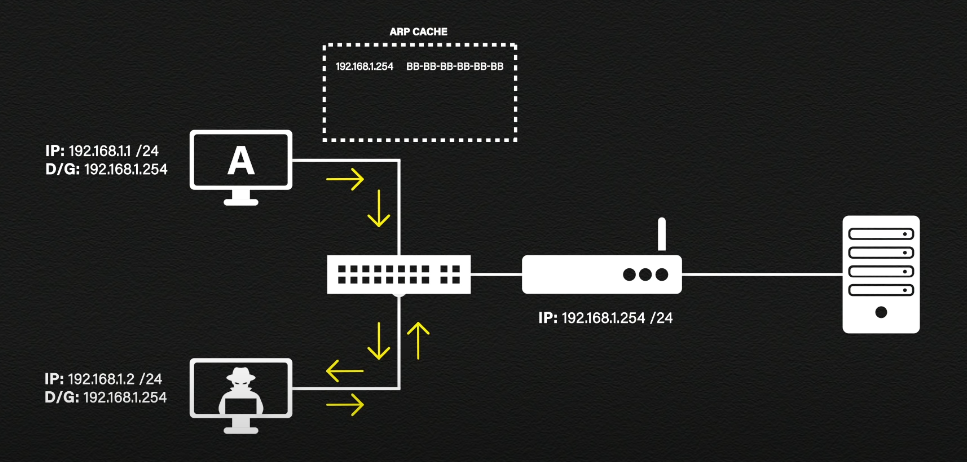 ARP CACHE
192.168.1.254 BB-BB-BB-BB-BB-BB
IP: 192.168.1.1 /24
D/G: 192.168.1.254
A
IP: 192.168.1.254 /24
IP: 192.168.1.2 /24
D/G: 192.168.1.254